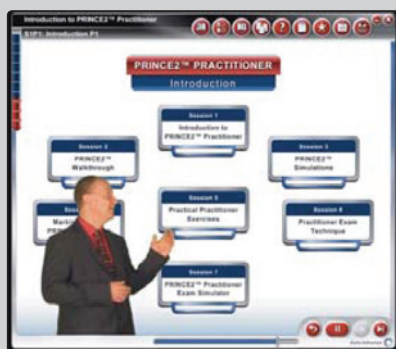 Introduction to PRINCE2™ Practitioner
S1P1: Introduction P1
PRINCE2™ PRACTITIONER
Introduction
Session 1
Introduction to
PRINCE2™ Practitioner
Session 2
PRINCE2™
Walkthrough
Session 3
PRINCE2™
Simulations
Session 5
Practical Practitioner
Exercises
Session 6
Practitioner Exam
Technique
Session 7
PRINCE2™ Practitioner
Exam Simulator